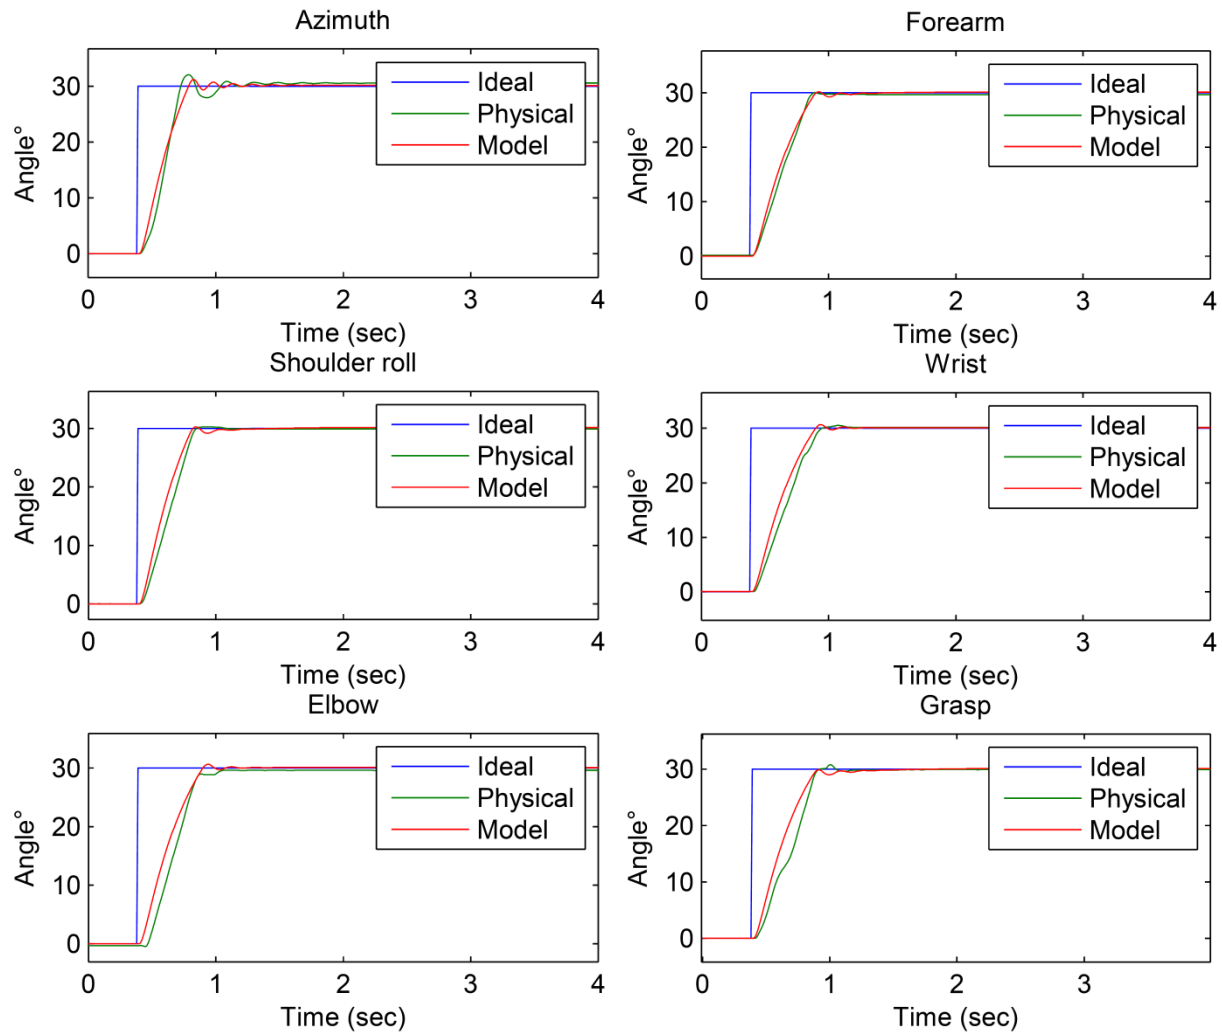 Azimuth
Angle°
30
20
10
0
Ideal
Physical
Model
0 1 2 3 4
Time (sec)
Forearm
Angle°
30
20
10
0
Ideal
Physical
Model
0 1 2 3 4
Time (sec)
Shoulder roll
Angle°
30
20
10
0
Ideal
Physical
Model
0 1 2 3 4
Time (sec)
Wrist
Angle°
30
20
10
0
Ideal
Physical
Model
0 1 2 3 4
Time (sec)
Elbow
Angle°
30
20
10
0
Ideal
Physical
Model
0 1 2 3 4
Time (sec)
Grasp
Angle°
30
20
10
0
Ideal
Physical
Model
0 1 2 3
Time (sec)